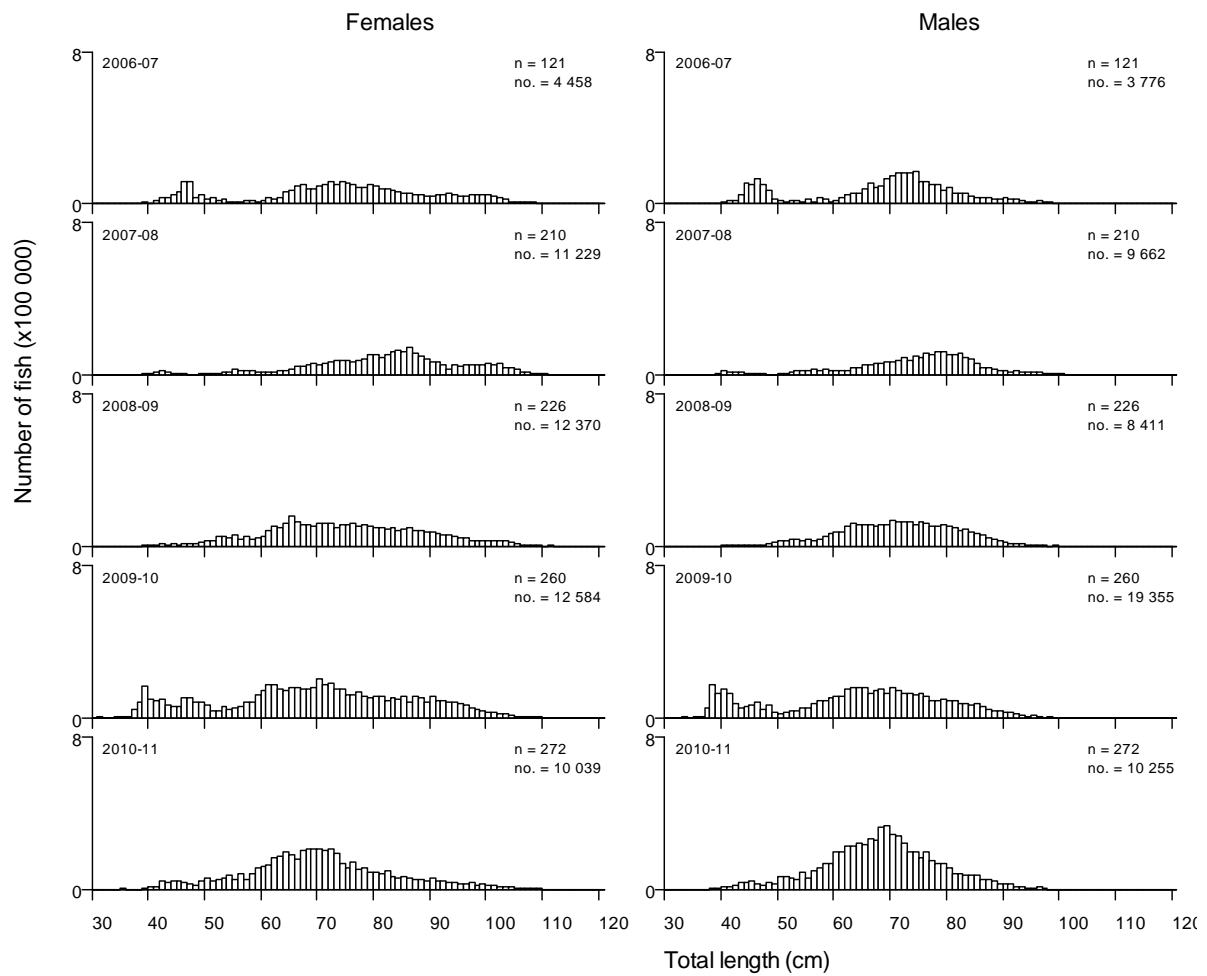 Females
Males
8
2006-07
n = 121
no. = 4 458
0
8
2006-07
n = 121
no. = 3 776
0
8
2007-08
n = 210
no. = 11 229
0
8
2007-08
n = 210
no. = 9 662
0
8
2008-09
n = 226
no. = 12 370
0
8
2008-09
n = 226
no. = 8 411
0
8
2009-10
n = 260
no. = 12 584
0
8
2009-10
n = 260
no. = 19 355
0
8
2010-11
n = 272
no. = 10 039
0
8
2010-11
n = 272
no. = 10 255
0
Number of fish (x100 000)
30 40 50 60 70 80 90 100 110 120
30 40 50 60 70 80 90 100 110 120
Total length (cm)